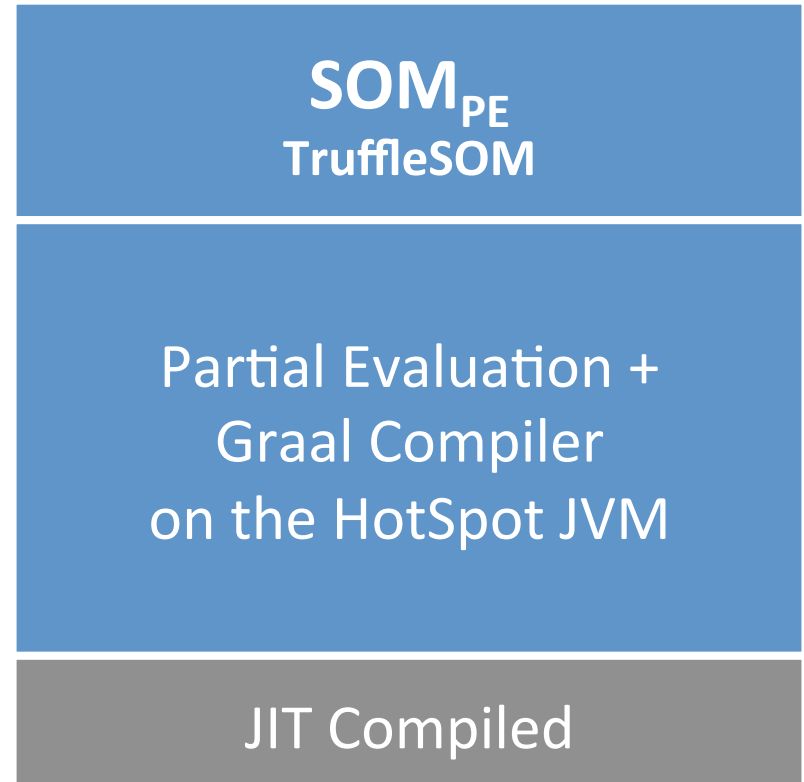 SOMPE
TruffleSOM
Partial Evaluation +
Graal Compiler
on the HotSpot JVM
JIT Compiled